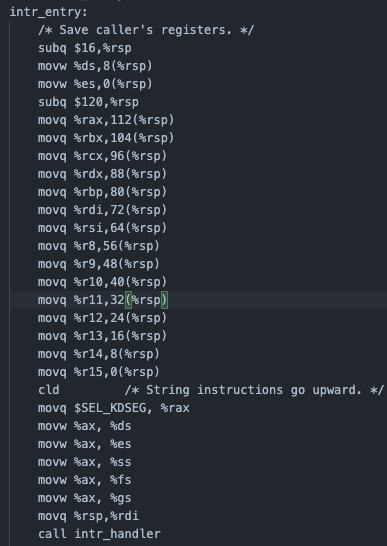 intr_entry:
/* Save caller's registers. */
subq $16,%rsp
movw %ds,8(%rsp)
movw %es,0(%rsp)
subq $120,%rsp
movq %rax,112(%rsp)
movq %rbx,104(%rsp)
movq %rcx,96(%rsp)
movq %rdx,88(%rsp)
movq %rbp,80(%rsp)
movq %rdi,72(%rsp)
movq %rsi,64(%rsp)
movq %r8,56(%rsp)
movq %r9,48(%rsp)
movq %r10,40(%rsp)
movq %r11,32(%rsp)
movq %r12,24(%rsp)
movq %r13,16(%rsp)
movq %r14,8(%rsp)
movq %r15,0(%rsp)
cld /* String instructions go upward. */
movq $SEL_KDSEG, %rax
movw %ax, %ds
movw %ax, %es
movw %ax, %ss
movw %ax, %fs
movw %ax, %gs
movq %rsp,%rdi
call intr_handler